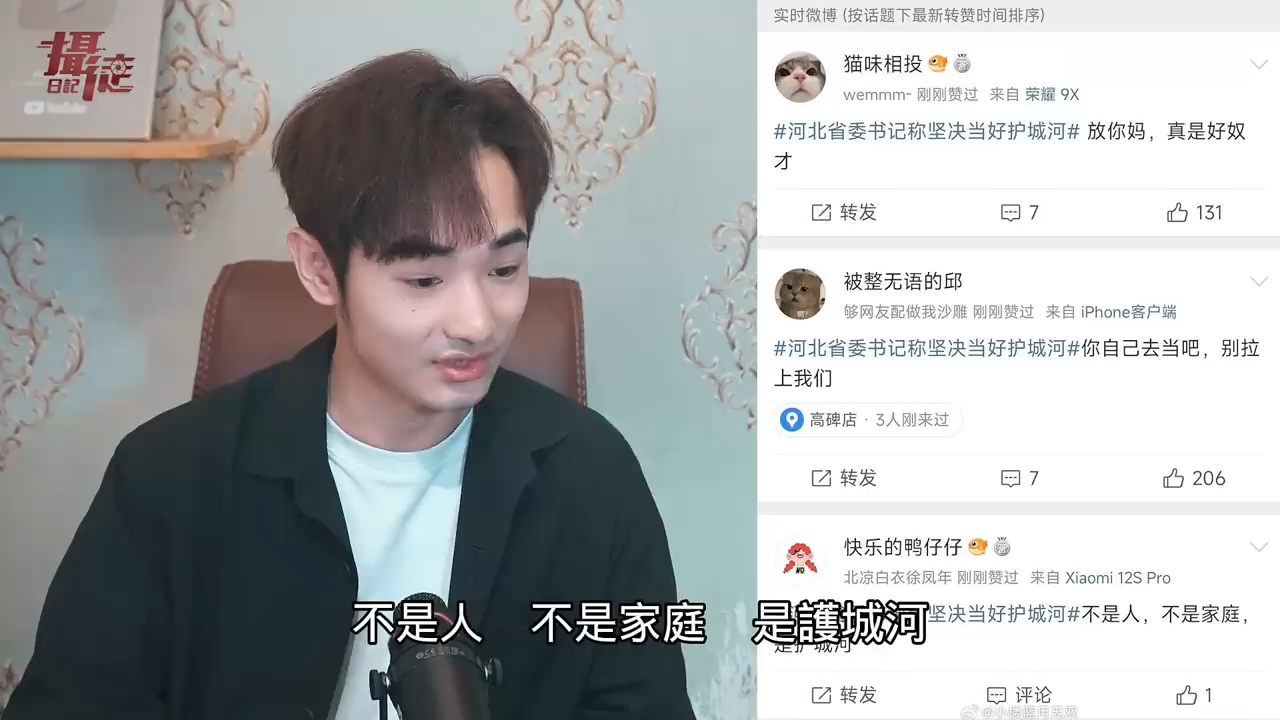 攝徒
日記
YouTube
实时微博 (按话题下最新转赞时间排序)
猫味相投
wemmm- 刚刚赞过 来自 荣耀 9X
#河北省委书记称坚决当好护城河# 放你妈，真是好奴
才
转发 7 131
被整无语的邱
够网友配做我沙雕 刚刚赞过 来自 iPhone客户端
#河北省委书记称坚决当好护城河#你自己去当吧，别拉
上我们
高碑店 · 3人刚来过
转发 7 206
快乐的鸭仔仔
北凉白衣徐凤年 刚刚赞过 来自 Xiaomi 12S Pro
坚决当好护城河#不是人，不是家庭，
是护城河
不是人 不是家庭 是護城河
转发 评论 1